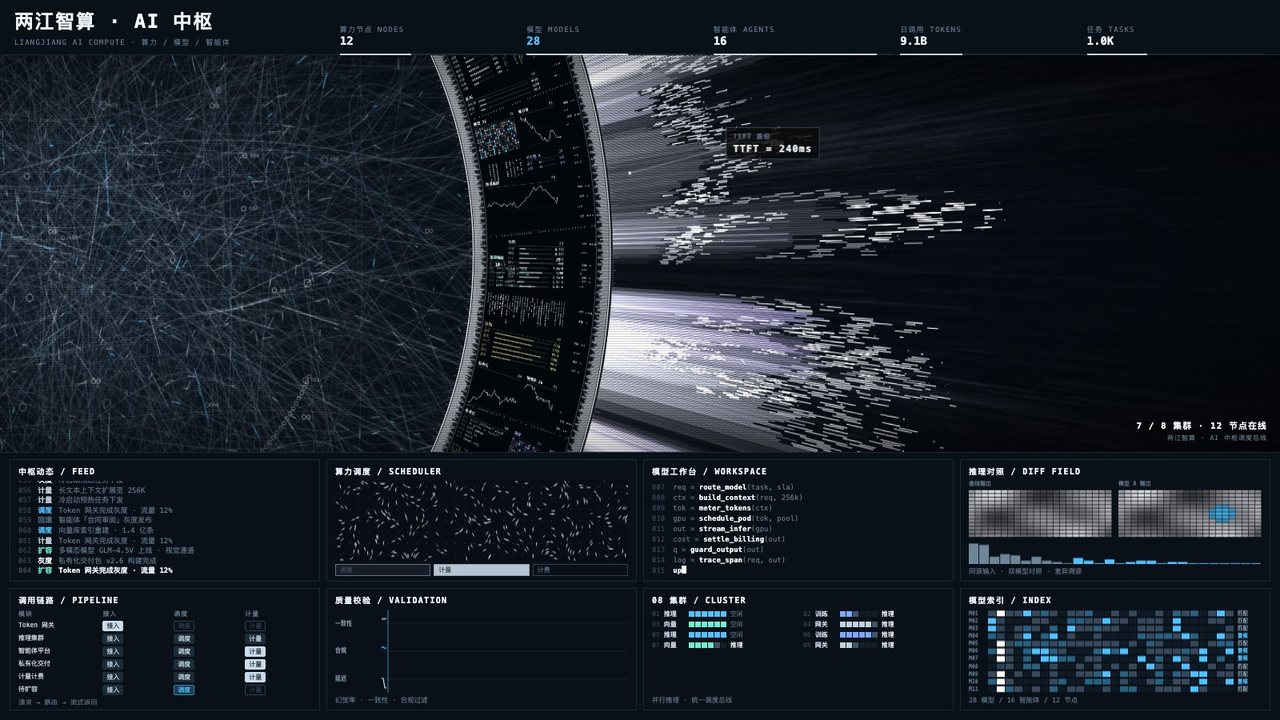 两江智算 · AI 中枢
LIANGJIANG AI COMPUTE · 算力 / 模型 / 智能体
算力节点 NODES
12
模型 MODELS
28
智能体 AGENTS
16
日调用 TOKENS
9.1B
任务 TASKS
1.0K
TTFT = 240ms
7 / 8 集群 · 12 节点在线
两江智算 · AI 中枢调度总线
中枢动态 / FEED
056 计量 长文本上下文扩展至 256K
057 计量 冷启动预热任务下发
058 调度 Token 网关完成灰度 · 流量 12%
059 回滚 智能体「合同审阅」灰度发布
060 调度 向量库索引重建 · 1.4 亿条
061 计量 Token 网关完成灰度 · 流量 12%
062 扩容 多模态模型 GLM-4.5V 上线 · 视觉通道
063 灰度 私有化交付包 v2.6 构建完成
064 扩容 Token 网关完成灰度 · 流量 12%
算力调度 / SCHEDULER
调度 计量 计费
模型工作台 / WORKSPACE
007 req = route_model(task, sla)
008 ctx = build_context(req, 256k)
009 tok = meter_tokens(ctx)
010 gpu = schedule_pod(tok, pool)
011 out = stream_infer(gpu)
012 cost = settle_billing(out)
013 q = guard_output(out)
014 log = trace_span(req, out)
015 up
推理对照 / DIFF FIELD
基线输出 模型 A 输出
同源输入 · 双模型对照 · 差异溯源
调用链路 / PIPELINE
模块 接入 调度 计量
Token 网关 接入 调度 计量
推理集群 接入 调度 计量
智能体平台 接入 调度 计量
私有化交付 接入 调度 计量
计量计费 接入 调度 计量
待扩容 接入 调度 计量
请求 → 路由 → 流式返回
质量校验 / VALIDATION
一致性
合规
延迟
幻觉率 · 一致性 · 合规过滤
08 集群 / CLUSTER
01 推理 空闲 02 训练 推理
03 向量 空闲 04 网关 推理
05 推理 空闲 06 训练 推理
07 向量 推理 08 网关 推理
并行推理 · 统一调度总线
模型索引 / INDEX
M01 匹配
M02 复核
M03 匹配
M04 复核
M05 匹配
M06 复核
M07 复核
M08 匹配
M09 匹配
M10 复核
M11 匹配
28 模型 / 16 智能体 / 12 节点